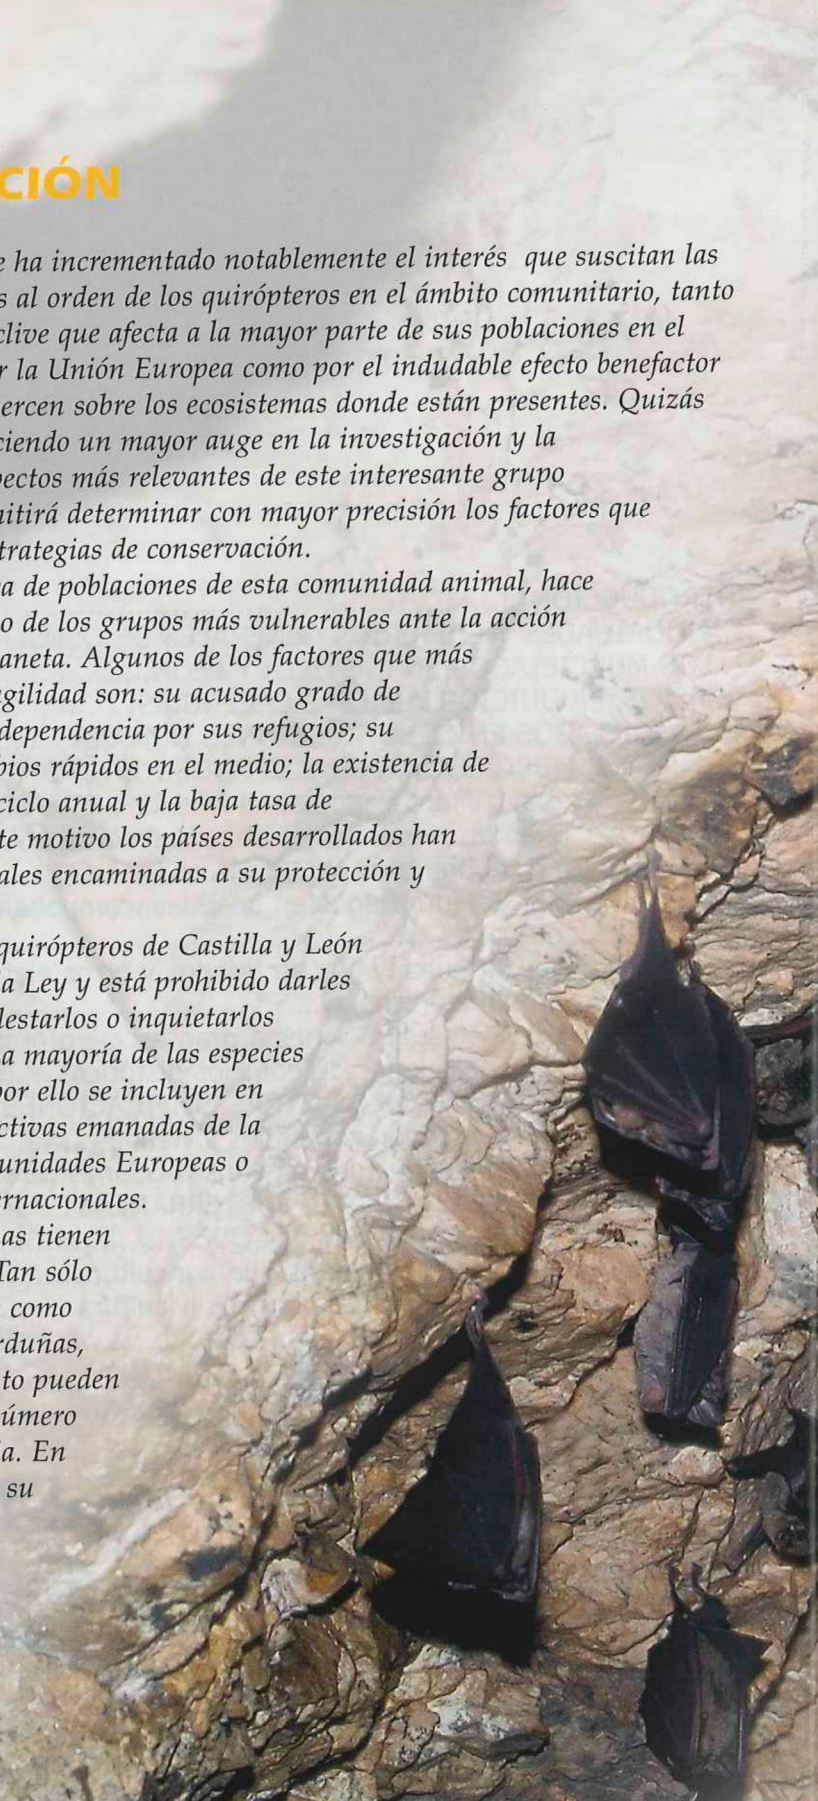 CIÓN
e ha incrementado notablemente el interés que suscitan las
s al orden de los quirópteros en el ámbito comunitario, tanto
clive que afecta a la mayor parte de sus poblaciones en el
r la Unión Europea como por el indudable efecto benefactor
ercen sobre los ecosistemas donde están presentes. Quizás
ciendo un mayor auge en la investigación y la
pectos más relevantes de este interesante grupo
nitirá determinar con mayor precisión los factores que
trategias de conservación.
a de poblaciones de esta comunidad animal, hace
o de los grupos más vulnerables ante la acción
aneta. Algunos de los factores que más
gilidad son: su acusado grado de
dependencia por sus refugios; su
bios rápidos en el medio; la existencia de
ciclo anual y la baja tasa de
te motivo los países desarrollados han
ales encaminadas a su protección y
quirópteros de Castilla y León
a Ley y está prohibido darles
lestarlos o inquietarlos
a mayoría de las especies
por ello se incluyen en
ctivas emanadas de la
unidades Europeas o
ernacionales.
as tienen
Tan sólo
como
rduñas,
to pueden
úmero
a. En
su